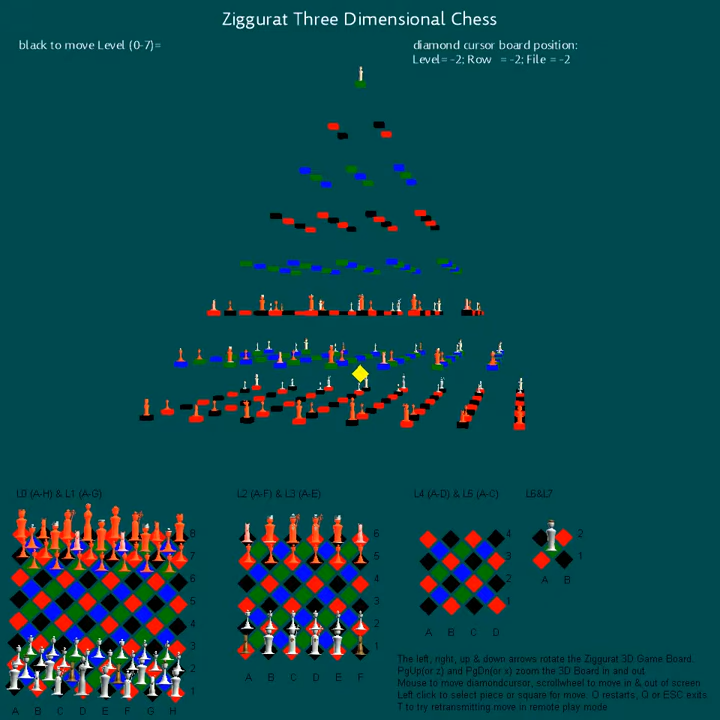 Ziggurat Three Dimensional Chess
black to move Level (0-7)=
diamond cursor board position:
Level= -2; Row = -2; File = -2
L0 (A-H) & L1 (A-G)
L2 (A-F) & L3 (A-E)
L4 (A-D) & L5 (A-C)
L6&L7
8
7
6
5
4
3
2
1
A B C D E F G H
6
5
4
3
2
1
A B C D E F
4
3
2
1
A B C D
2
1
A B
The left, right, up & down arrows rotate the Ziggurat 3D Game Board.
PgUp(or z) and PgDn(or x) zoom the 3D Board in and out
Mouse to move diamondcursor, scrollwheel to move in & out of screen
Left click to select piece or square for move. O restarts, Q or ESC exits.
T to try retransmitting move in remote play mode